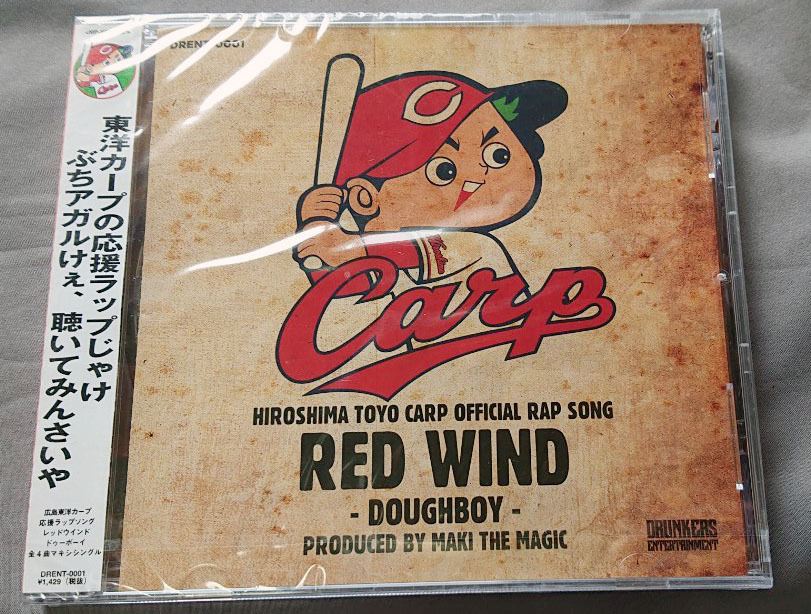 東洋カープの応援ラップじゃけ
ぶちアガルけぇ、聴いてみんさいや
広島東洋カープ
応援ラップソング
レッドウインド
ドゥーボーイ
全4曲マキシシングル
DRENT-0001
¥1,429(税抜)
Carp
DRENT-0001
C
Carp
HIROSHIMA TOYO CARP OFFICIAL RAP SONG
RED WIND
- DOUGHBOY -
PRODUCED BY MAKI THE MAGIC
DRUNKERS
ENTERTAINMENT